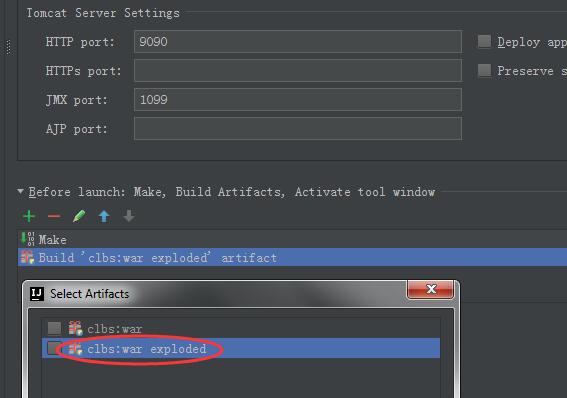 Tomcat Server Settings
HTTP port: 9090 Deploy app
HTTPs port: Preserve s
JMX port: 1099
AJP port:
Before launch: Make, Build Artifacts, Activate tool window
Make
Build 'clbs:war exploded' artifact
Select Artifacts
clbs:war
clbs:war exploded